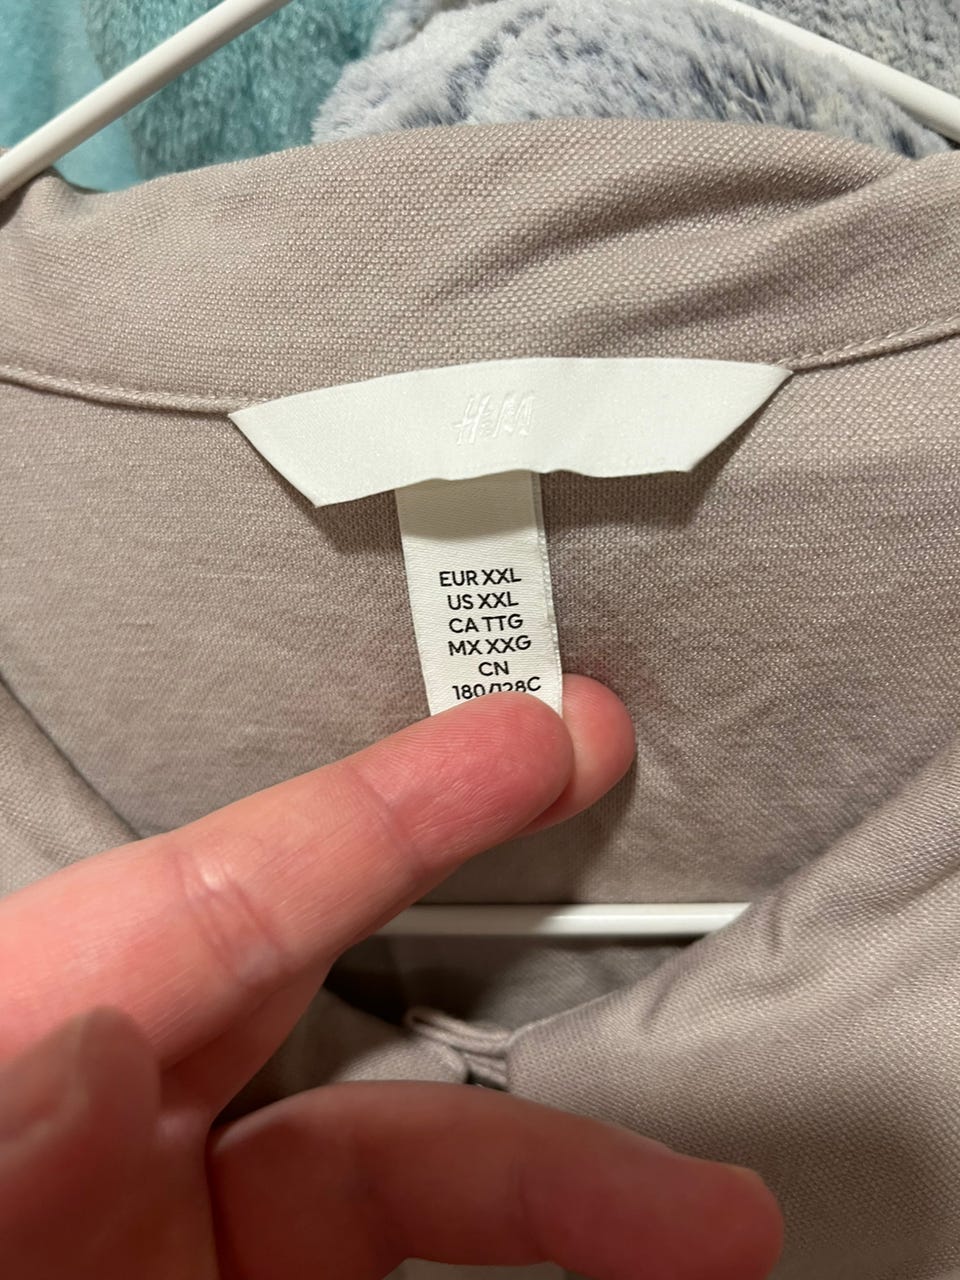 H&M
EUR XXL
US XXL
CA TTG
MX XXG
CN
180/128C